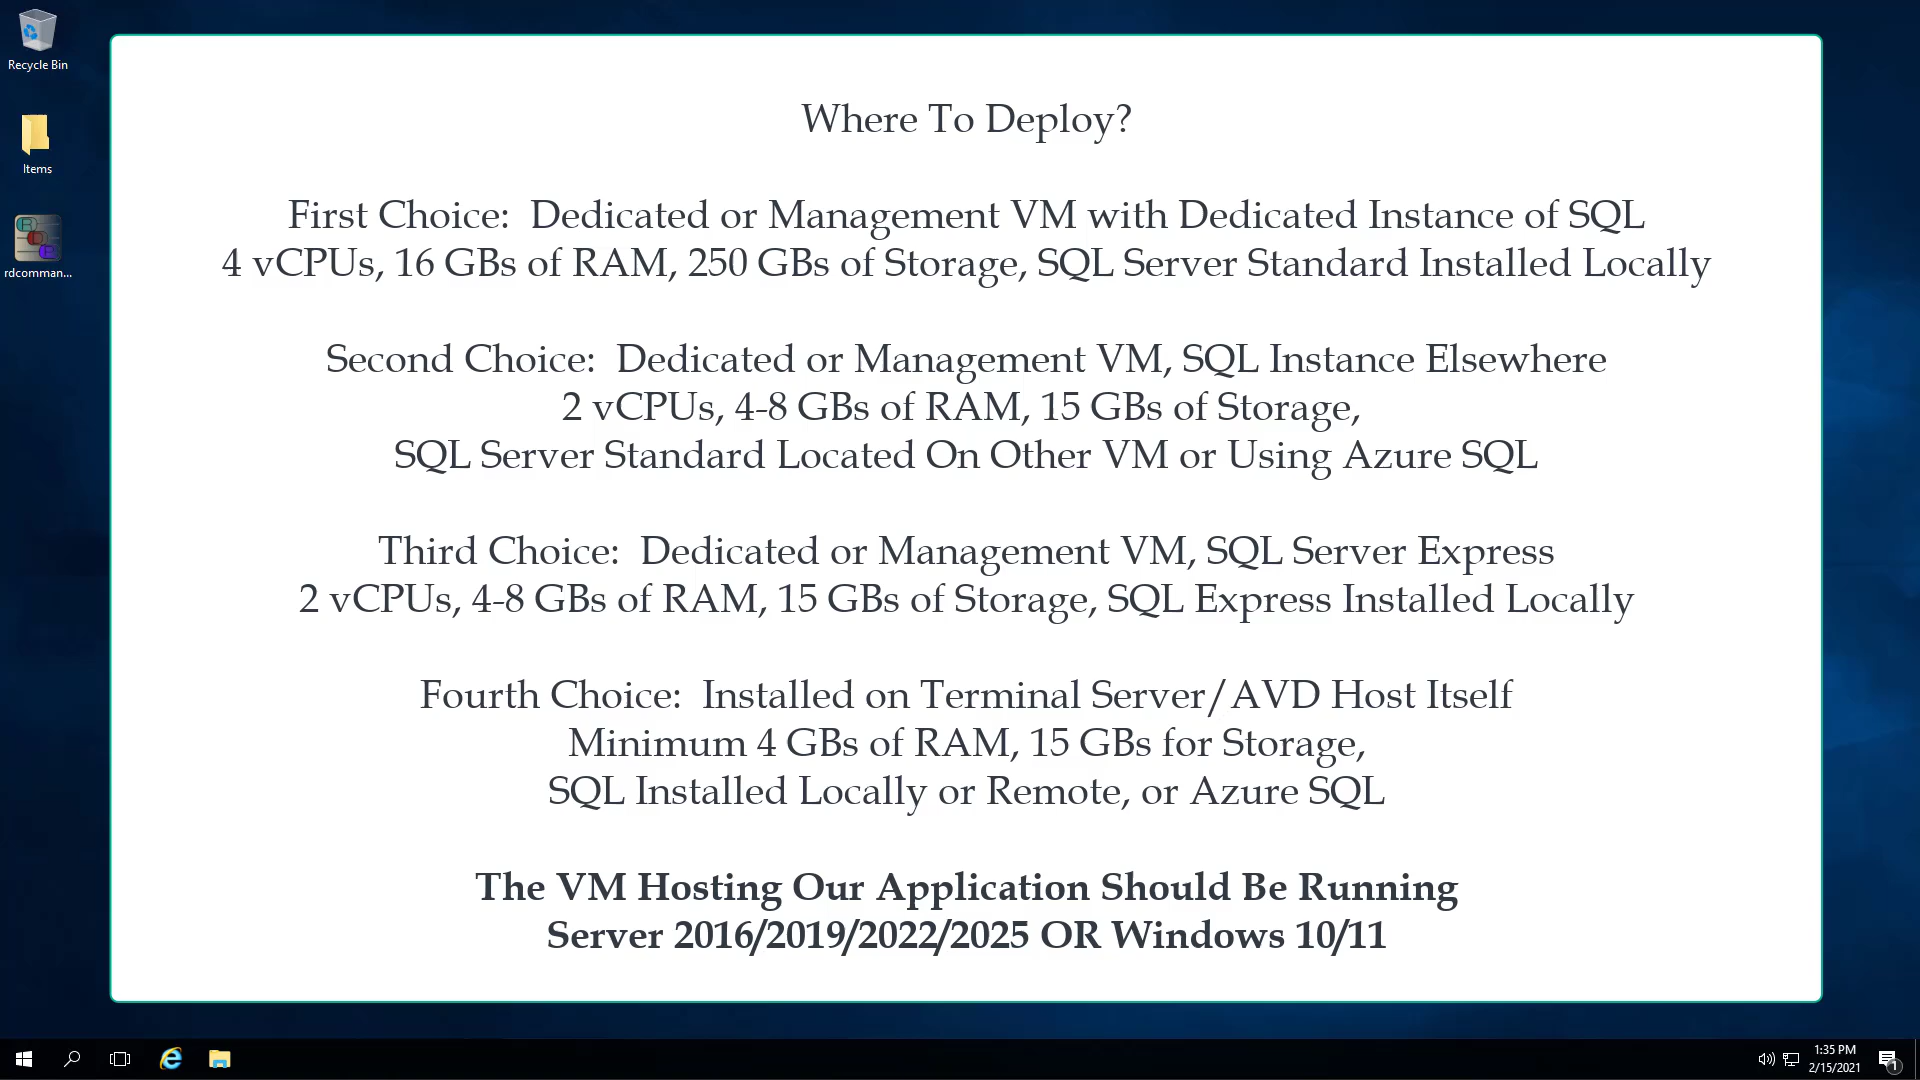 Recycle Bin
Items
rdcomman...
Where To Deploy?
First Choice:  Dedicated or Management VM with Dedicated Instance of SQL
4 vCPUs, 16 GBs of RAM, 250 GBs of Storage, SQL Server Standard Installed Locally
Second Choice:  Dedicated or Management VM, SQL Instance Elsewhere
2 vCPUs, 4-8 GBs of RAM, 15 GBs of Storage,
SQL Server Standard Located On Other VM or Using Azure SQL
Third Choice:  Dedicated or Management VM, SQL Server Express
2 vCPUs, 4-8 GBs of RAM, 15 GBs of Storage, SQL Express Installed Locally
Fourth Choice:  Installed on Terminal Server/AVD Host Itself
Minimum 4 GBs of RAM, 15 GBs for Storage,
SQL Installed Locally or Remote, or Azure SQL
The VM Hosting Our Application Should Be Running
Server 2016/2019/2022/2025 OR Windows 10/11
1:35 PM
2/15/2021
1